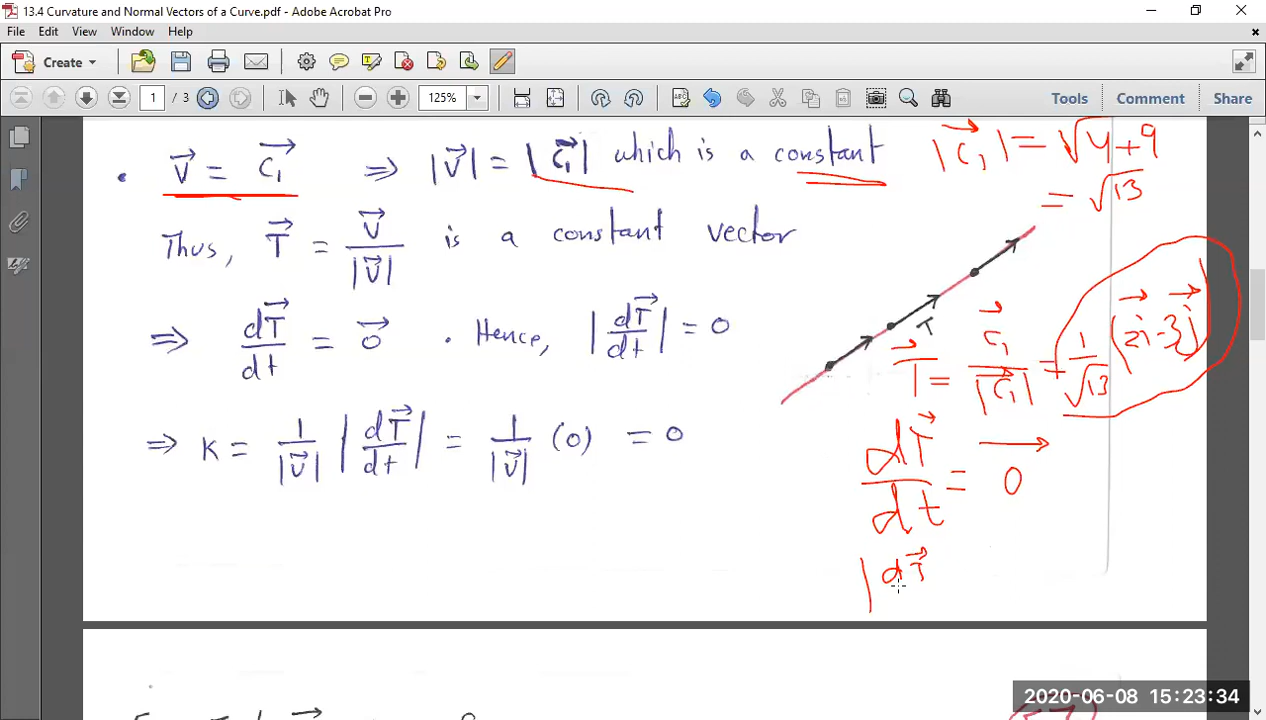 13.4 Curvature and Normal Vectors of a Curve.pdf - Adobe Acrobat Pro
File Edit View Window Help
Create
1 / 3 125% Tools Comment Share
• V⃗ = C₁⃗ ⇒ |V⃗| = |C₁⃗| which is a constant
|C₁⃗| = √4+9
= √13
Thus, T⃗ = V⃗/|V⃗| is a constant vector
T
⇒ dT⃗/dt = 0⃗ . Hence, |dT⃗/dt| = 0
T⃗ = C₁⃗/|C₁⃗| = 1/√13 (2i⃗-3j⃗)
⇒ K = 1/|V⃗| |dT⃗/dt| = 1/|V⃗| (0) = 0
dT⃗/dt = 0⃗
|dT⃗
2020-06-08 15:23:34